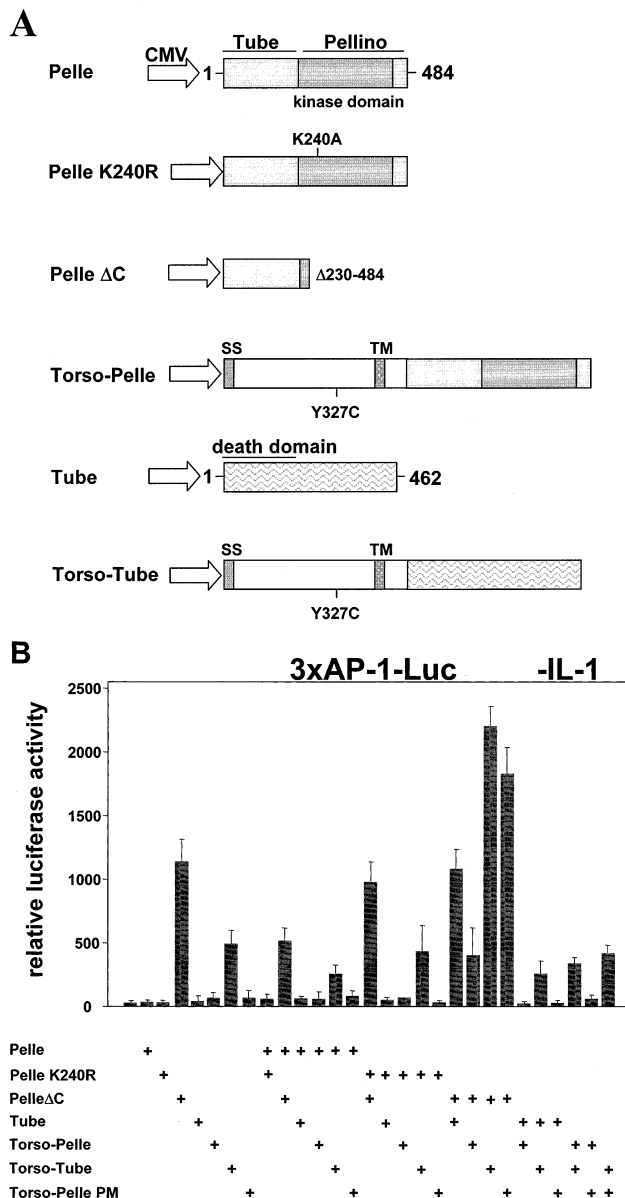 A
Tube Pellino
CMV
Pelle 1 484
kinase domain
K240A
Pelle K240R
Pelle ΔC Δ230-484
SS TM
Torso-Pelle
Y327C
death domain
Tube 1 462
SS TM
Torso-Tube
Y327C
B
3xAP-1-Luc -IL-1
relative luciferase activity
2500
2000
1500
1000
500
0
Pelle + + + + + + +
Pelle K240R + + + + + + +
PelleΔC + + + + + + +
Tube + + + + + + +
Torso-Pelle + + + + + + +
Torso-Tube + + + + + + +
Torso-Pelle PM + + + + + + +